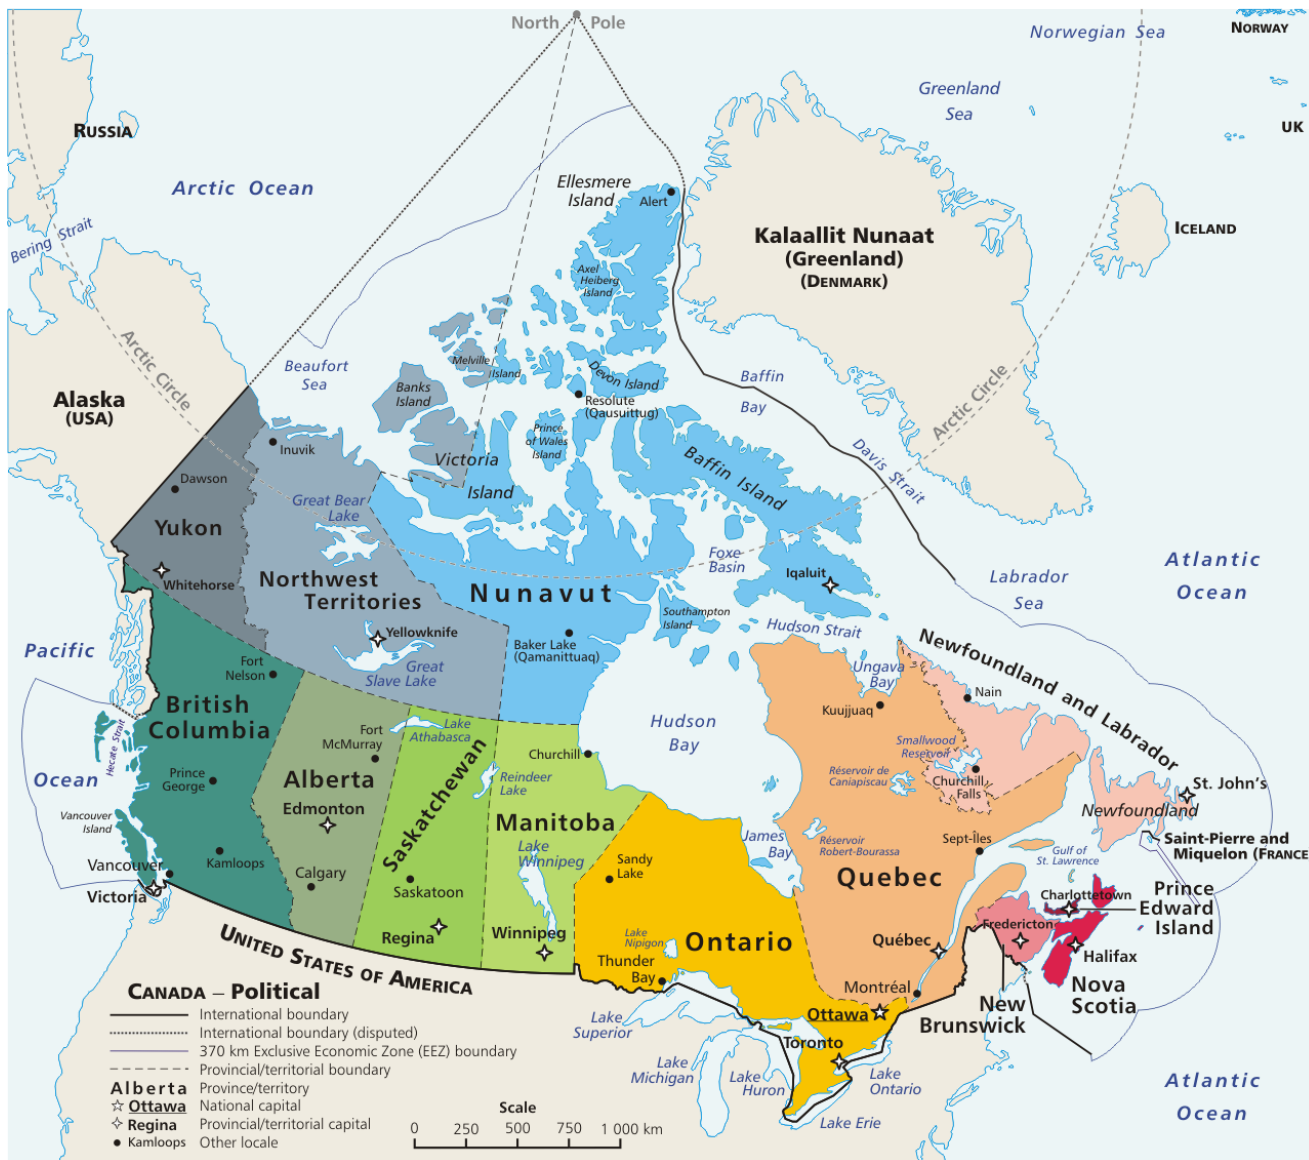 North Pole
Norwegian Sea
NORWAY
Greenland
Sea
UK
RUSSIA
Arctic Ocean
Ellesmere
Island
Alert
Bering Strait
Kalaallit Nunaat
(Greenland)
(DENMARK)
ICELAND
Axel
Heiberg
Island
Arctic Circle
Beaufort
Sea
Melville
Island
Banks
Island
Devon Island
Resolute
(Qausuittug)
Baffin
Bay
Arctic Circle
Alaska
(USA)
Prince
of Wales
Island
Inuvik
Victoria
Island
Baffin Island
Davis Strait
Dawson
Great Bear
Lake
Yukon
Whitehorse
Northwest
Territories
Nunavut
Foxe
Basin
Iqaluit
Atlantic
Ocean
Labrador
Sea
Southampton
Island
Hudson Strait
Yellowknife
Great
Slave Lake
Baker Lake
(Qamanittuaq)
Newfoundland and Labrador
Pacific
Ocean
Fort
Nelson
British
Columbia
Ungava
Bay
Nain
Kuujjuaq
Hudson
Bay
Hecate Strait
Fort
McMurray
Lake
Athabasca
Churchill
Smallwood
Reservoir
Réservoir de
Caniapiscau
Churchill
Falls
Prince
George
Alberta
Edmonton
Saskatchewan
Reindeer
Lake
Manitoba
St. John's
Newfoundland
Vancouver
Island
Lake
Winnipeg
James
Bay
Réservoir
Robert-Bourassa
Sept-Îles
Saint-Pierre and
Miquelon (FRANCE
Gulf of
St. Lawrence
Kamloops
Vancouver
Victoria
Calgary
Saskatoon
Sandy
Lake
Quebec
Charlottetown
Prince
Edward
Island
Regina
Winnipeg
Lake
Nipigon
Ontario
Fredericton
Québec
Halifax
UNITED STATES OF AMERICA
Thunder
Bay
Montréal
Nova
Scotia
New
Brunswick
Ottawa
Lake
Superior
Toronto
Lake
Michigan
Lake
Huron
Lake
Ontario
Lake Erie
Atlantic
Ocean
CANADA – Political
International boundary
International boundary (disputed)
370 km Exclusive Economic Zone (EEZ) boundary
Provincial/territorial boundary
Alberta Province/territory
Ottawa National capital
Regina Provincial/territorial capital
Kamloops Other locale
Scale
0 250 500 750 1 000 km